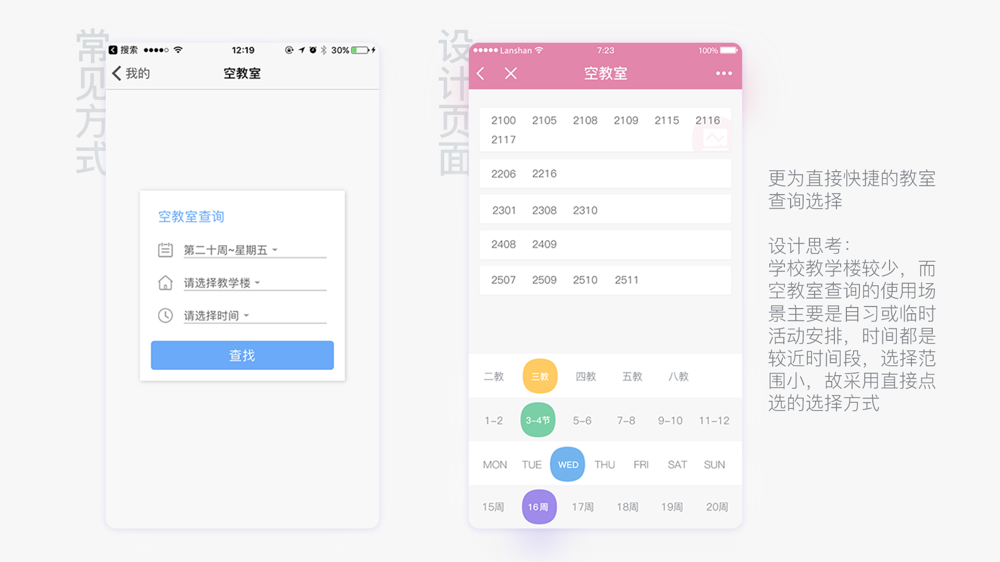 常见方式
搜索 12:19 30%
我的 空教室
空教室查询
第二十周~星期五
请选择教学楼
请选择时间
查找
设计页面
Lanshan 7:23 100%
空教室
2100 2105 2108 2109 2115 2116
2117
2206 2216
2301 2308 2310
2408 2409
2507 2509 2510 2511
二教 三教 四教 五教 八教
1-2 3-4节 5-6 7-8 9-10 11-12
MON TUE WED THU FRI SAT SUN
15周 16周 17周 18周 19周 20周
更为直接快捷的教室
查询选择
设计思考：
学校教学楼较少，而
空教室查询的使用场
景主要是自习或临时
活动安排，时间都是
较近时间段，选择范
围小，故采用直接点
选的选择方式